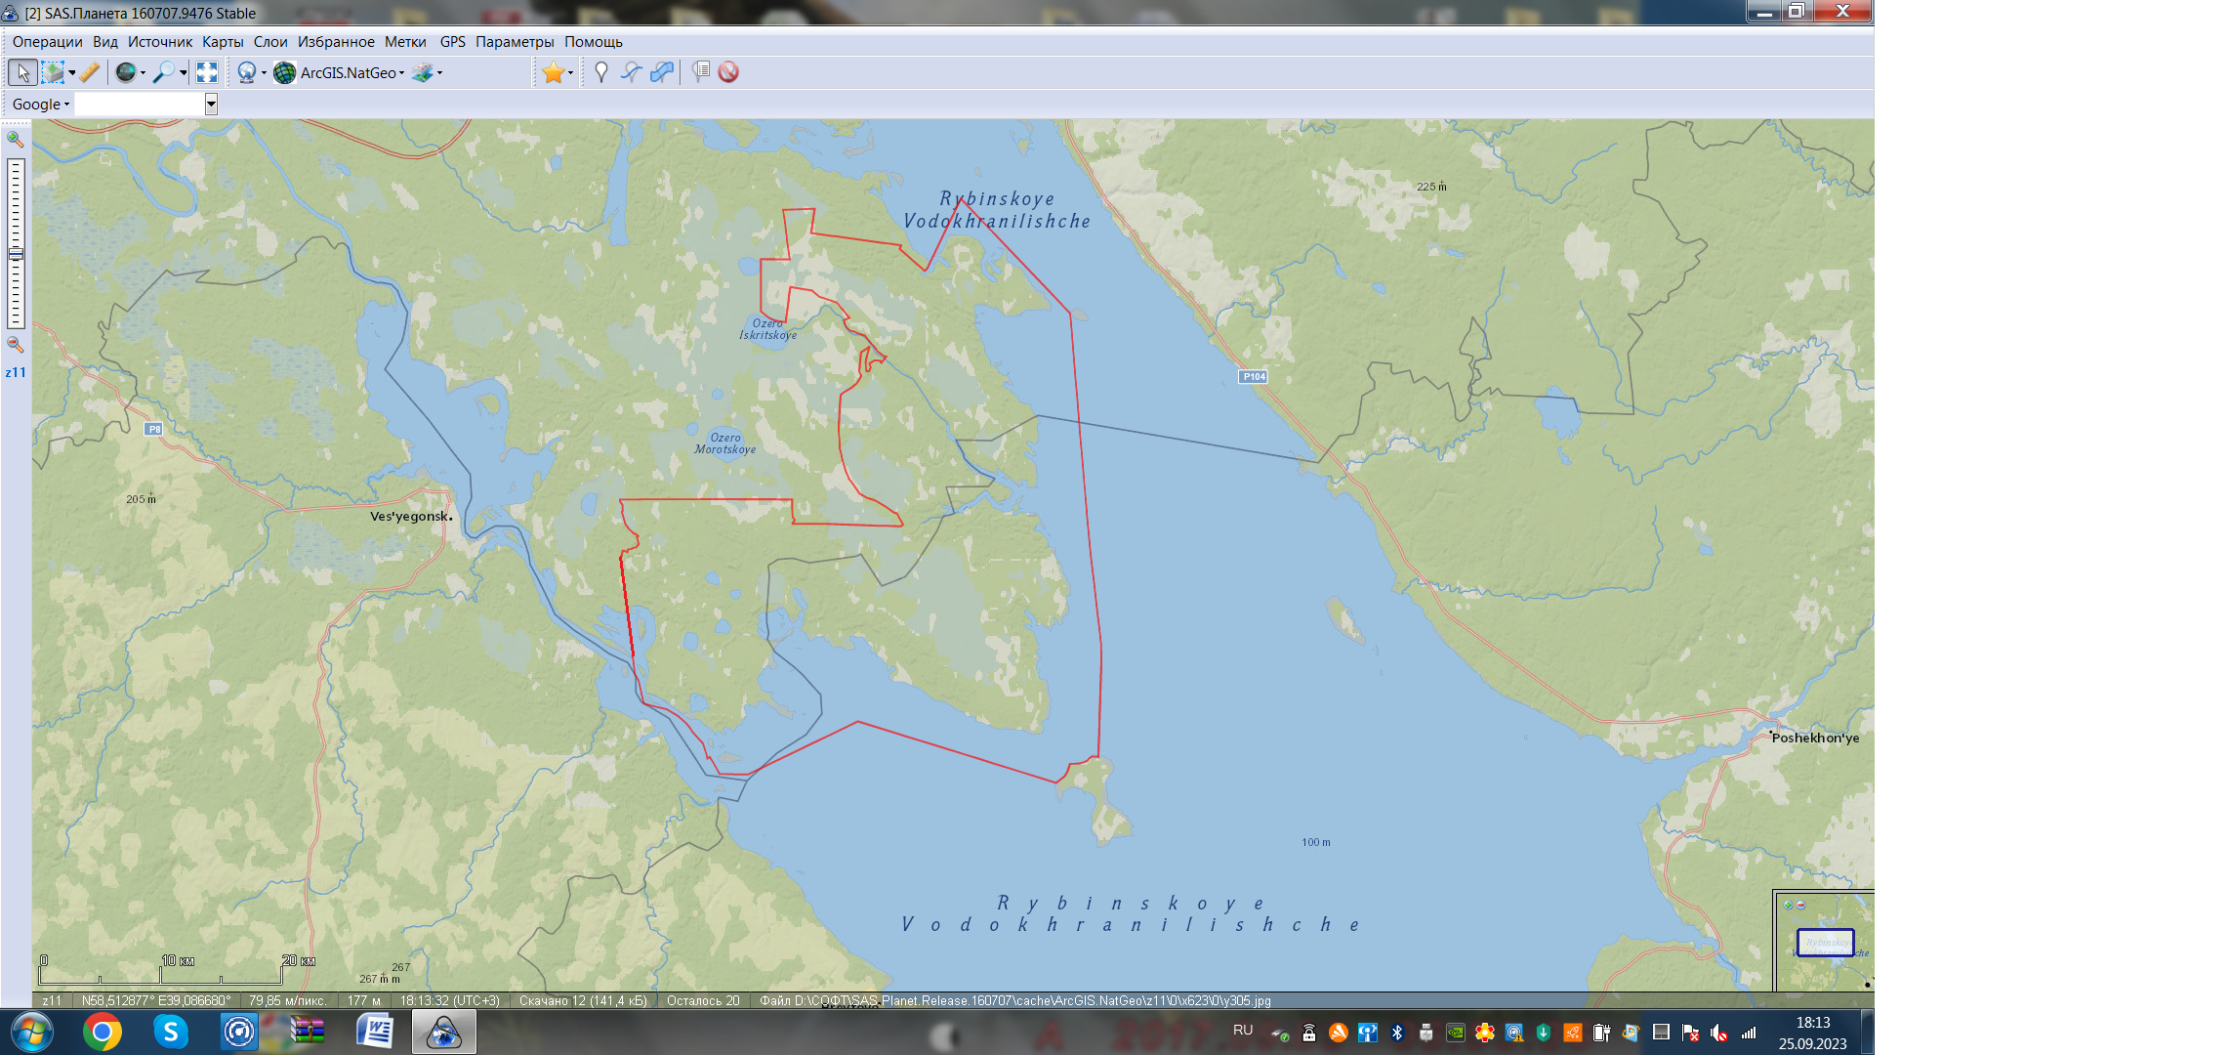 [2] SAS.Планета 160707.9476 Stable
Операции Вид Источник Карты Слои Избранное Метки GPS Параметры Помощь
ArcGIS.NatGeo
Google
z11
Rybinskoye
Vodokhranilishche
225 m
Ozero
Iskritskoye
P104
P8
Ozero
Morotskoye
205 m
Ves'yegonsk
Poshekhon'ye
100 m
Rybinskoye
Vodokhranilishche
Rybinskoye
0 10 км 20 км
267
267 m m
z11 N58,512877° E39,086680° 79,85 м/пикс. 177 м 18:13:32 (UTC+3) Скачано 12 (141,4 кБ) Осталось 20 Файл D:\СОФТ\SAS.Planet.Release.160707\cache\ArcGIS.NatGeo\z11\0\x623\0\y305.jpg
RU
18:13
25.09.2023